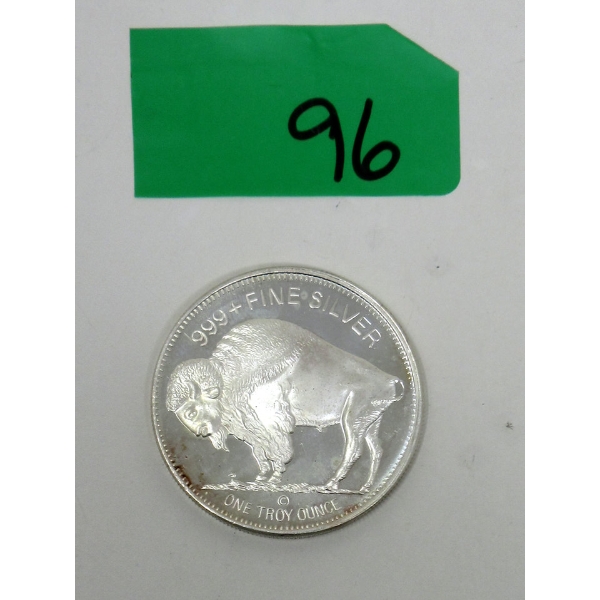 96
999+ FINE SILVER
©
ONE TROY OUNCE